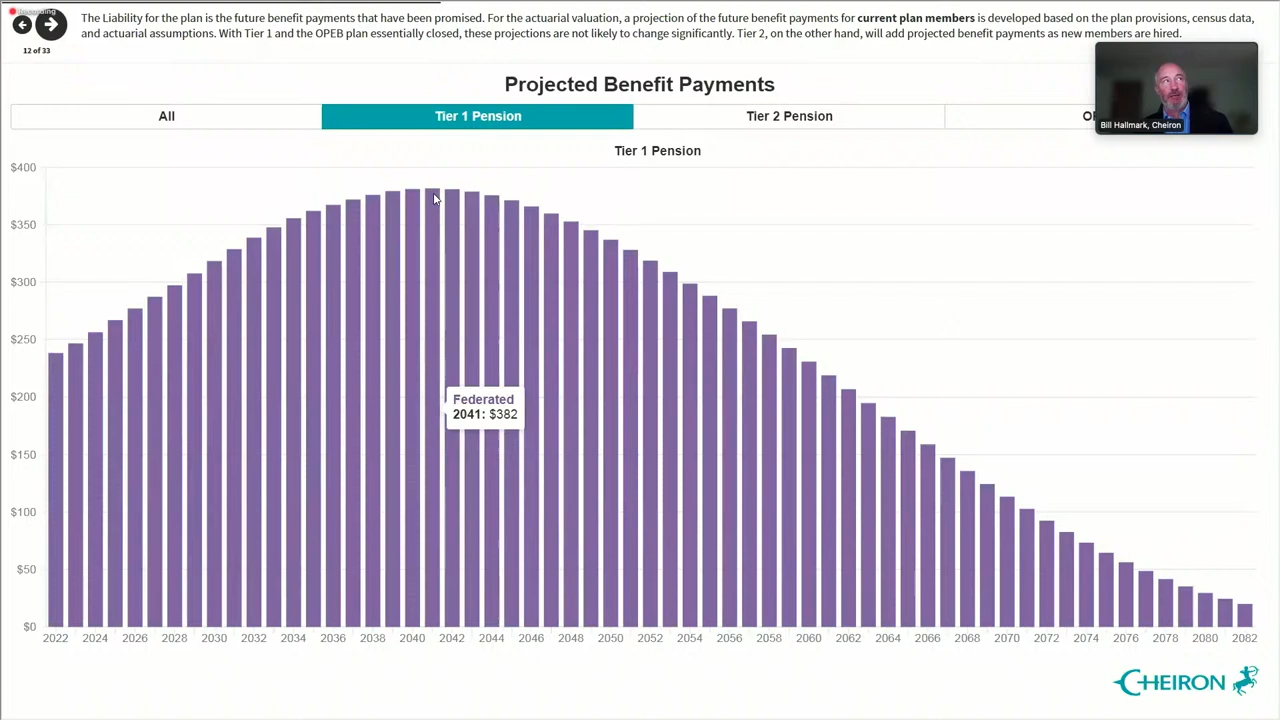 Recording
The Liability for the plan is the future benefit payments that have been promised. For the actuarial valuation, a projection of the future benefit payments for current plan members is developed based on the plan provisions, census data,
and actuarial assumptions. With Tier 1 and the OPEB plan essentially closed, these projections are not likely to change significantly. Tier 2, on the other hand, will add projected benefit payments as new members are hired.
12 of 33
Projected Benefit Payments
All
Tier 1 Pension
Tier 2 Pension
Bill Hallmark, Cheiron
Tier 1 Pension
$400
$350
$300
$250
$200
$150
$100
$50
$0
Federated
2041: $382
2022 2024 2026 2028 2030 2032 2034 2036 2038 2040 2042 2044 2046 2048 2050 2052 2054 2056 2058 2060 2062 2064 2066 2068 2070 2072 2074 2076 2078 2080 2082
CHEIRON